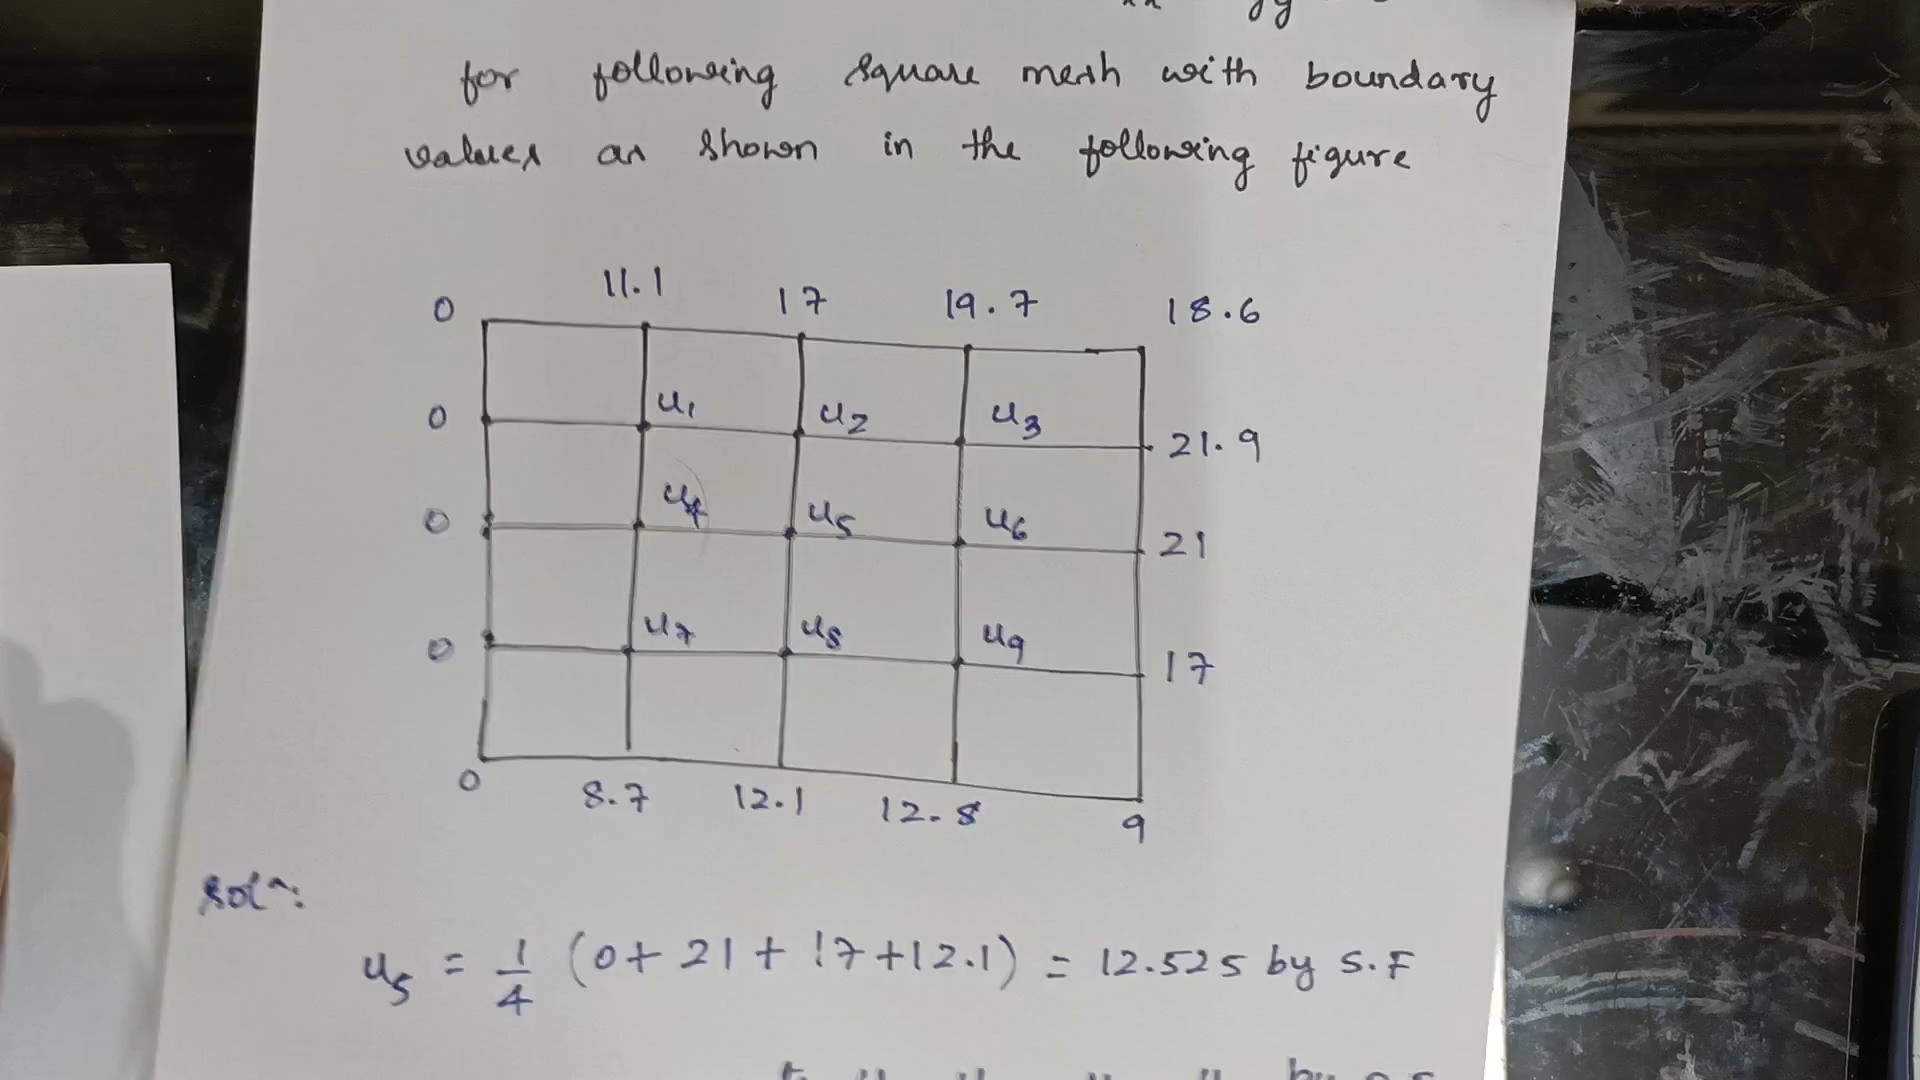 for following square mesh with boundary
values as shown in the following figure
0 11.1 17 19.7 18.6
0 u₁ u₂ u₃ 21.9
0 u₄ u₅ u₆ 21
0 u₇ u₈ u₉ 17
0 8.7 12.1 12.8 9
Solⁿ:
u₅ = 1/4 (0+ 21 + 17 +12.1) = 12.525 by S.F